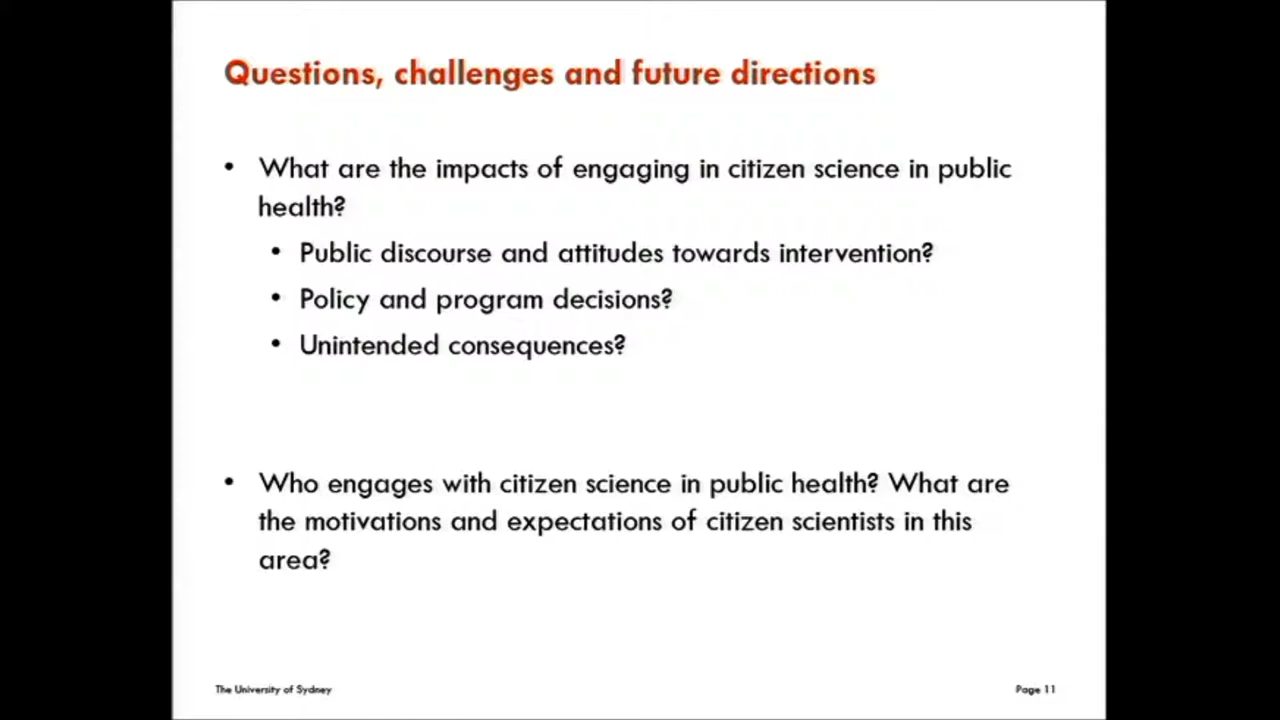 Questions, challenges and future directions
• What are the impacts of engaging in citizen science in public
health?
• Public discourse and attitudes towards intervention?
• Policy and program decisions?
• Unintended consequences?
• Who engages with citizen science in public health? What are
the motivations and expectations of citizen scientists in this
area?
The University of Sydney
Page 11